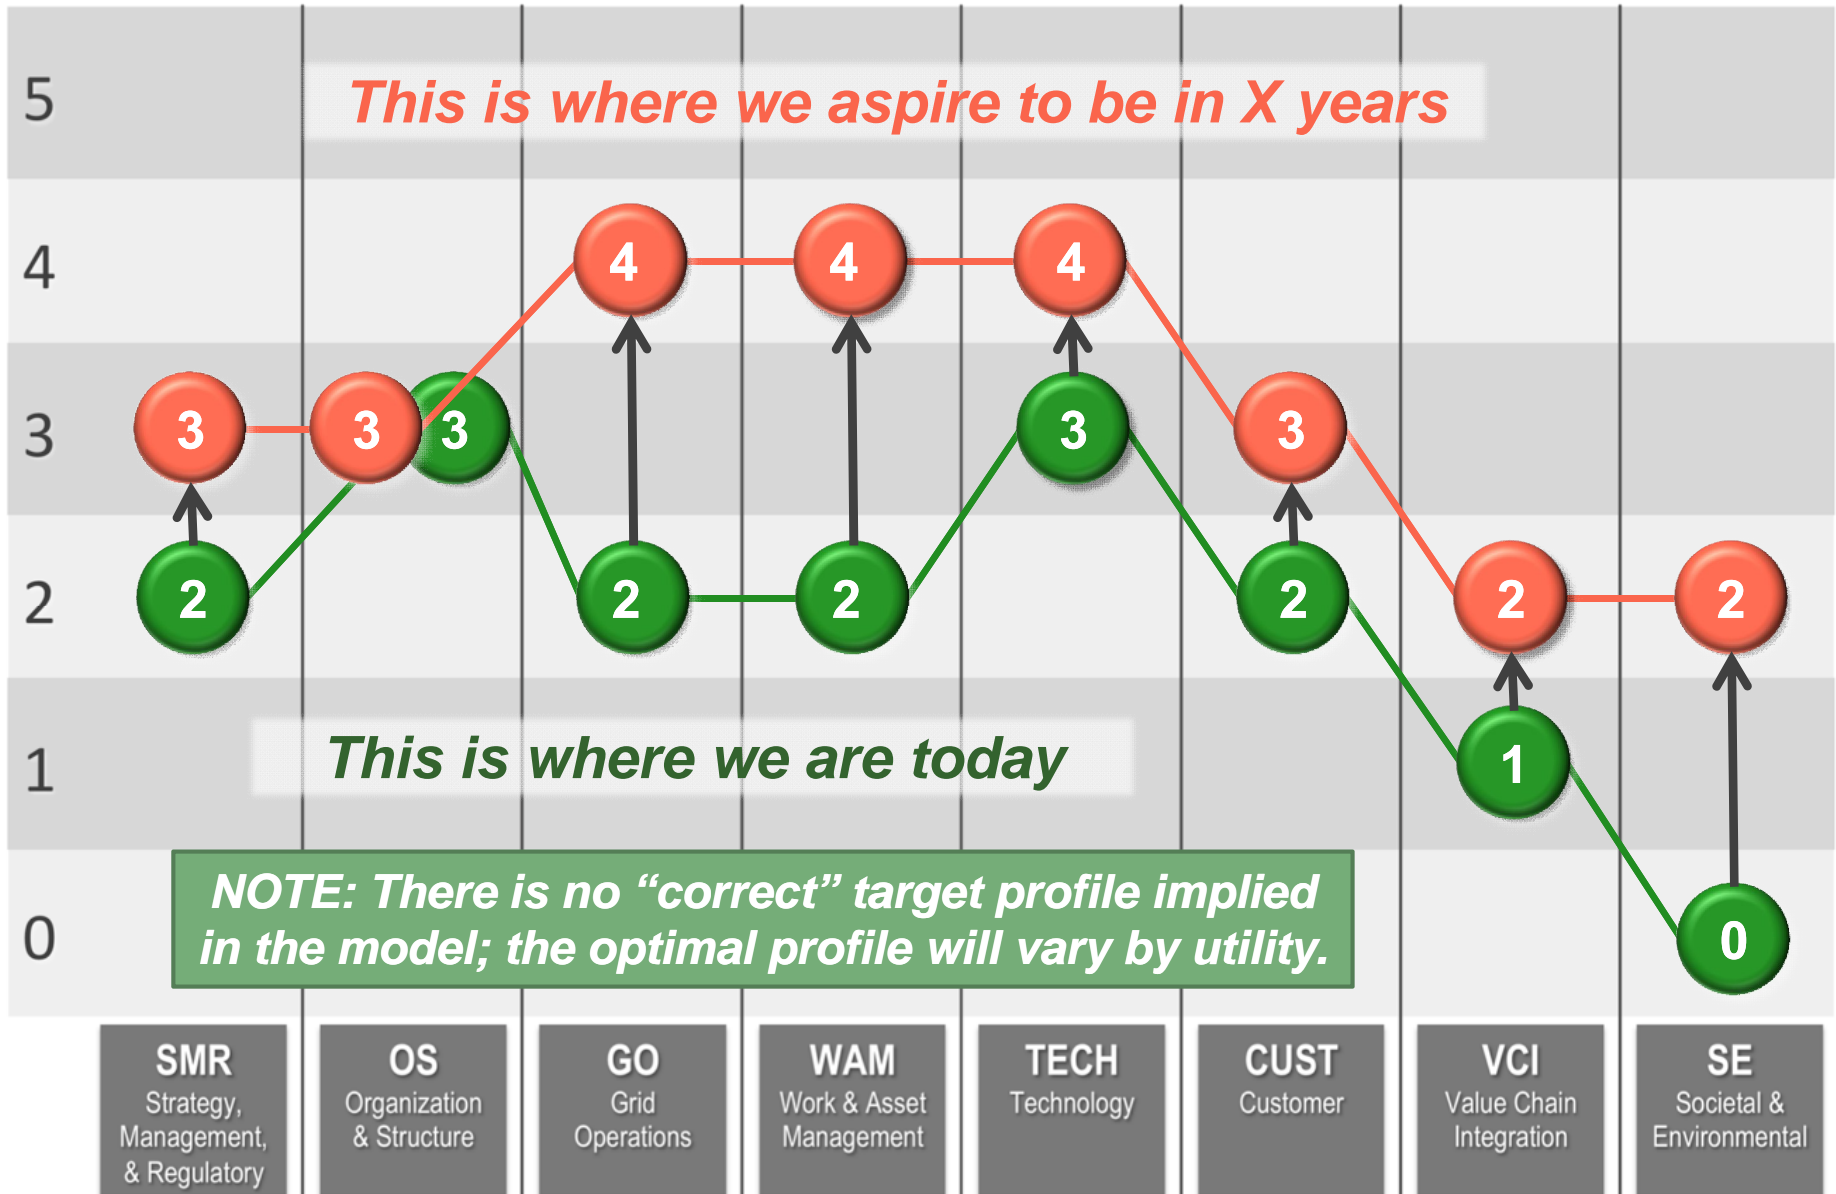 5
This is where we aspire to be in X years
4
4
4
4
3
3
3
3
3
3
2
2
2
2
2
2
2
1
This is where we are today
1
NOTE: There is no “correct” target profile implied
in the model; the optimal profile will vary by utility.
0
0
SMR
Strategy,
Management,
& Regulatory
OS
Organization
& Structure
GO
Grid
Operations
WAM
Work & Asset
Management
TECH
Technology
CUST
Customer
VCI
Value Chain
Integration
SE
Societal &
Environmental